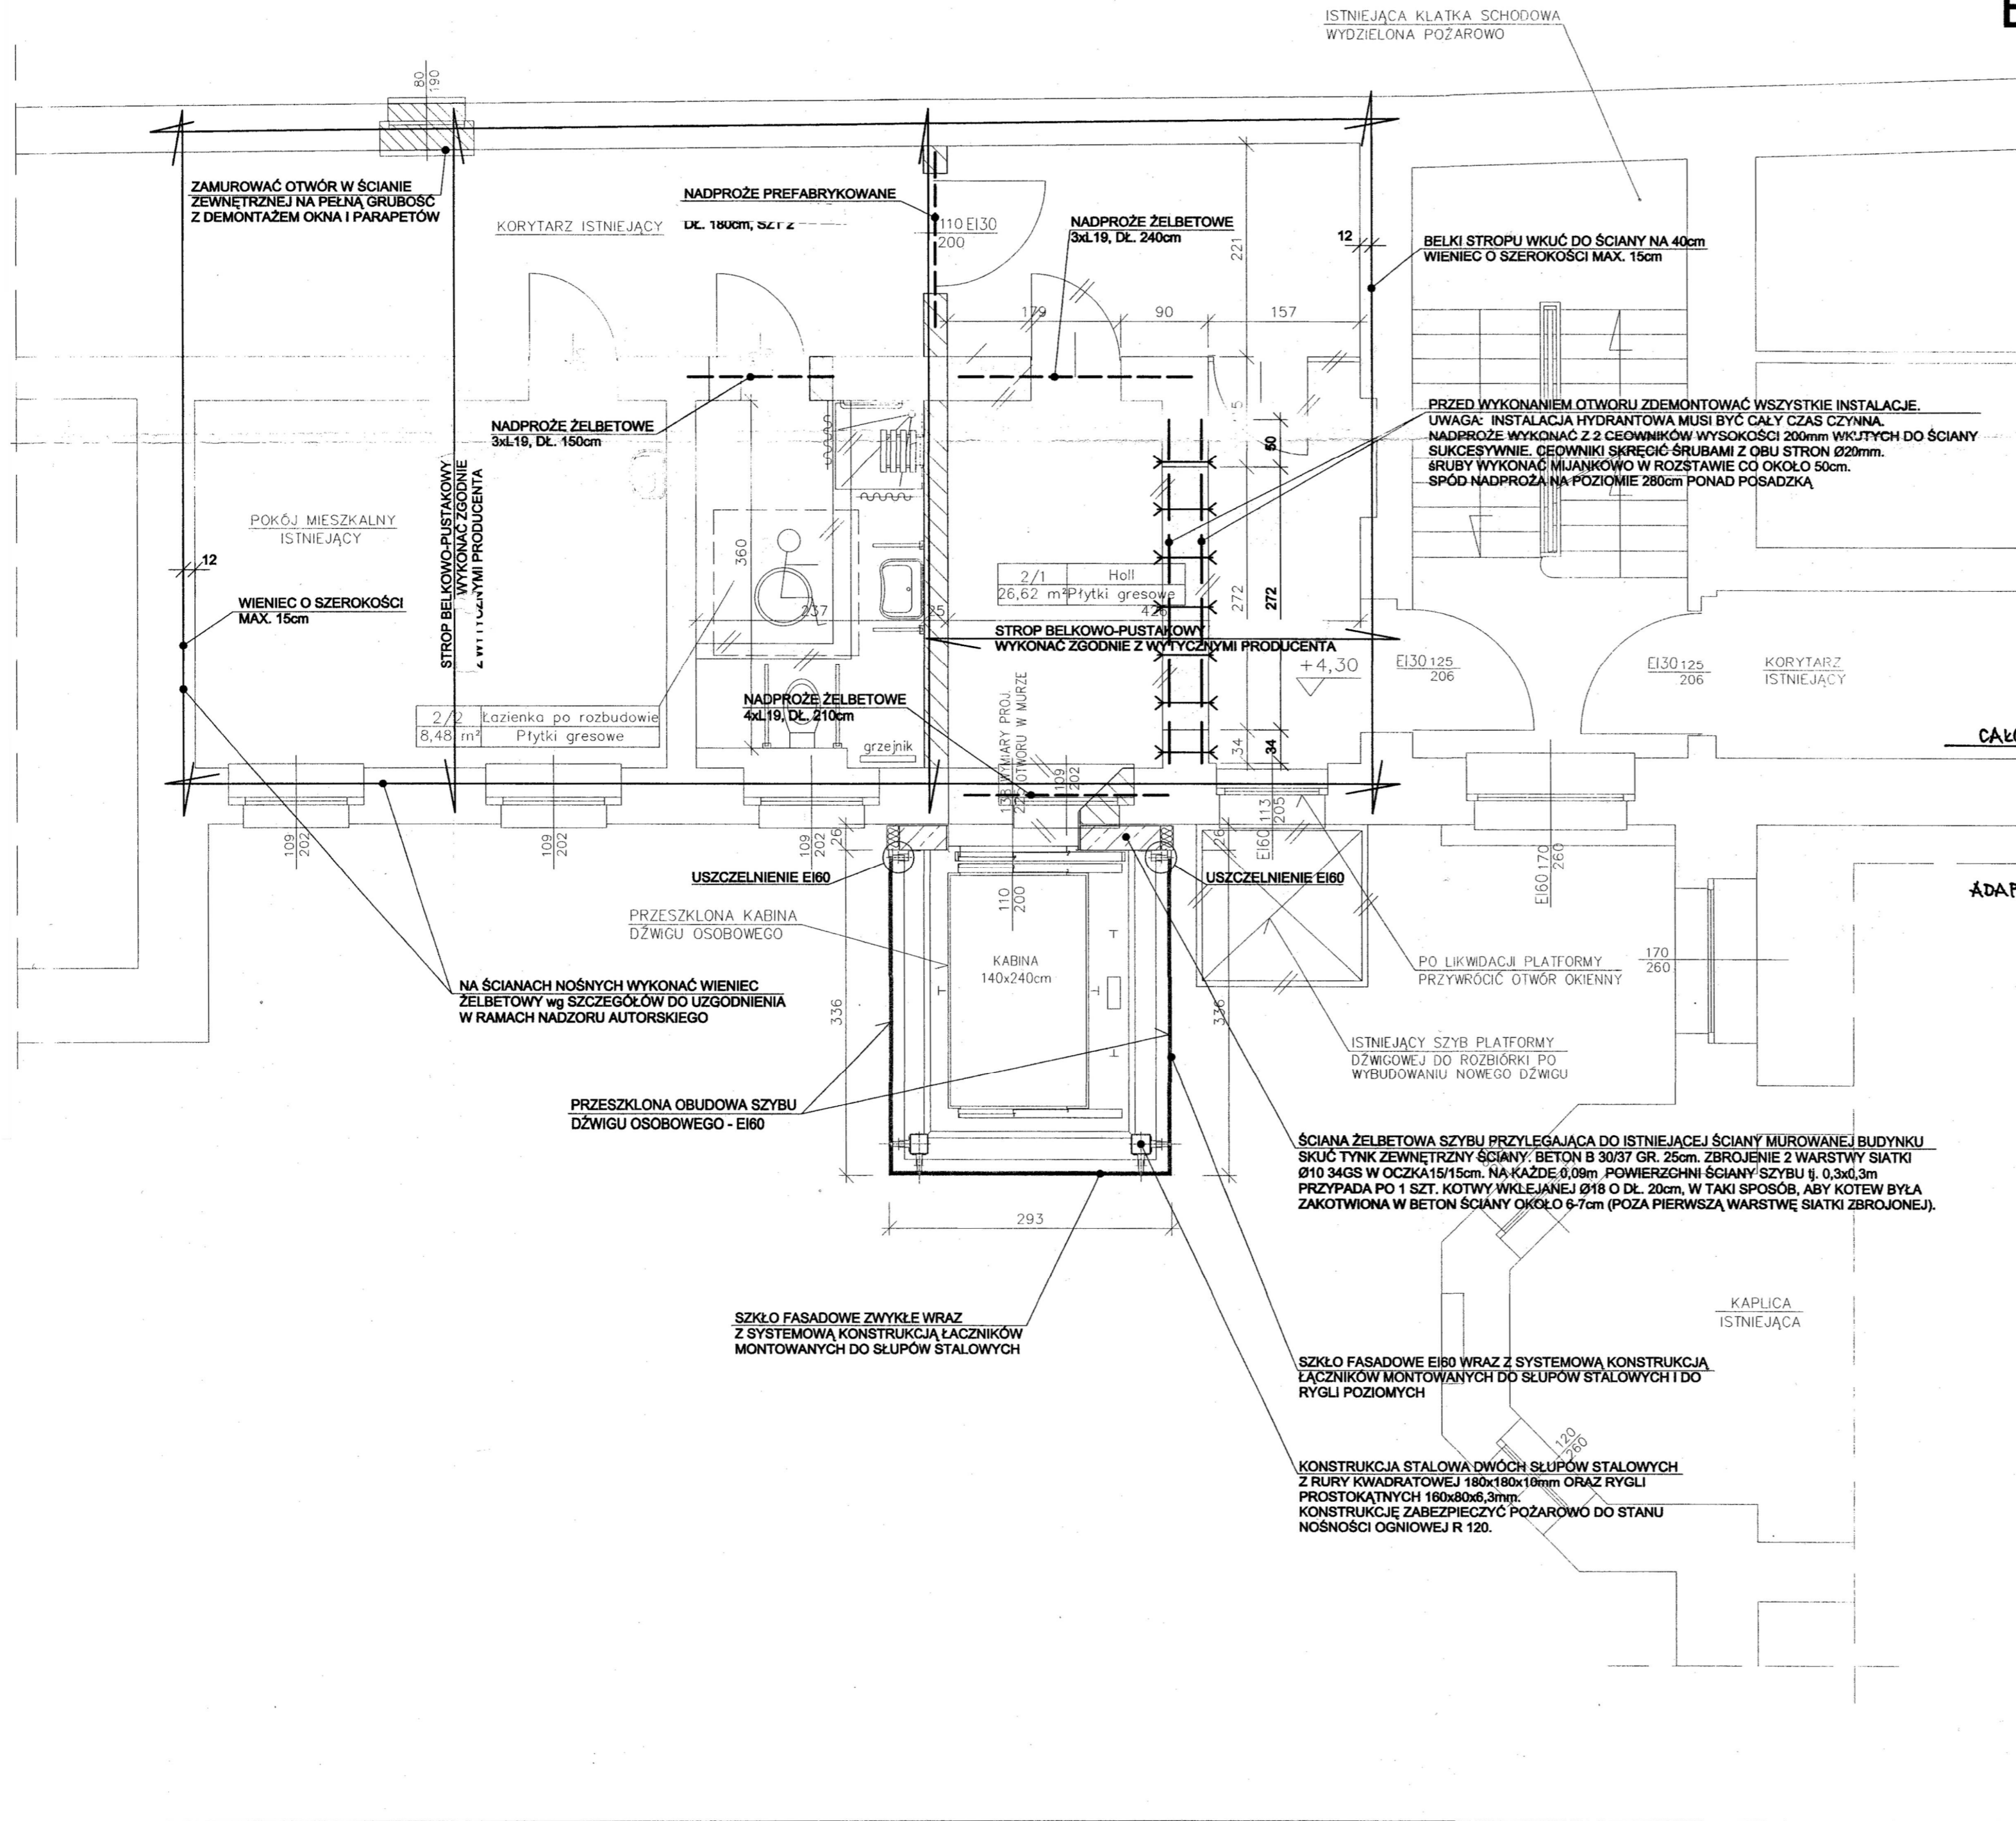 ISTNIEJĄCA KLATKA SCHODOWA
WYDZIELONA POŻAROWO
80
190
ZAMUROWAĆ OTWÓR W ŚCIANIE
ZEWNĘTRZNEJ NA PEŁNĄ GRUBOŚĆ
Z DEMONTAŻEM OKNA I PARAPETÓW
KORYTARZ ISTNIEJĄCY
NADPROŻE PREFABRYKOWANE
DŁ. 180cm, SZT 2
110 EI30
200
NADPROŻE ŻELBETOWE
3xL19, DŁ. 240cm
221
12
BELKI STROPU WKUĆ DO ŚCIANY NA 40cm
WIENIEC O SZEROKOŚCI MAX. 15cm
179
90
157
PRZED WYKONANIEM OTWORU ZDEMONTOWAĆ WSZYSTKIE INSTALACJE.
UWAGA: INSTALACJA HYDRANTOWA MUSI BYĆ CAŁY CZAS CZYNNA.
NADPROŻE WYKONAĆ Z 2 CEOWNIKÓW WYSOKOŚCI 200mm WKUTYCH DO ŚCIANY
SUKCESYWNIE. CEOWNIKI SKRĘCIĆ ŚRUBAMI Z OBU STRON Ø20mm.
ŚRUBY WYKONAĆ MIJANKOWO W ROZSTAWIE CO OKOŁO 50cm.
SPÓD NADPROŻA NA POZIOMIE 280cm PONAD POSADZKĄ
NADPROŻE ŻELBETOWE
3xL19, DŁ. 150cm
50
POKÓJ MIESZKALNY
ISTNIEJĄCY
STROP BELKOWO-PUSTAKOWY
WYKONAĆ ZGODNIE
Z WYTYCZNYMI PRODUCENTA
360
12
WIENIEC O SZEROKOŚCI
MAX. 15cm
2/1 Holl
26,62 m² Płytki gresowe
237
25
426
272
272
STROP BELKOWO-PUSTAKOWY
WYKONAĆ ZGODNIE Z WYTYCZNYMI PRODUCENTA
+4,30
EI30 125
206
EI30 125
206
KORYTARZ
ISTNIEJĄCY
2/2 Łazienka po rozbudowie
8,48 m² Płytki gresowe
NADPROŻE ŻELBETOWE
4xL19, DŁ. 210cm
WYMIARY PROJ.
OTWORU W MURZE
grzejnik
34
34
109
202
109
202
109
202
109
202
26
26
EI60 113
205
EI60 170
260
USZCZELNIENIE EI60
USZCZELNIENIE EI60
110
200
PRZESZKLONA KABINA
DŹWIGU OSOBOWEGO
KABINA
140x240cm
PO LIKWIDACJI PLATFORMY
PRZYWRÓCIĆ OTWÓR OKIENNY
170
260
NA ŚCIANACH NOŚNYCH WYKONAĆ WIENIEC
ŻELBETOWY wg SZCZEGÓŁÓW DO UZGODNIENIA
W RAMACH NADZORU AUTORSKIEGO
336
336
ISTNIEJĄCY SZYB PLATFORMY
DŹWIGOWEJ DO ROZBIÓRKI PO
WYBUDOWANIU NOWEGO DŹWIGU
PRZESZKLONA OBUDOWA SZYBU
DŹWIGU OSOBOWEGO - EI60
ŚCIANA ŻELBETOWA SZYBU PRZYLEGAJĄCA DO ISTNIEJĄCEJ ŚCIANY MUROWANEJ BUDYNKU
SKUĆ TYNK ZEWNĘTRZNY ŚCIANY. BETON B 30/37 GR. 25cm. ZBROJENIE 2 WARSTWY SIATKI
Ø10 34GS W OCZKA15/15cm. NA KAŻDE 0,09m POWIERZCHNI ŚCIANY SZYBU tj. 0,3x0,3m
PRZYPADA PO 1 SZT. KOTWY WKLEJANEJ Ø18 O DŁ. 20cm, W TAKI SPOSÓB, ABY KOTEW BYŁA
ZAKOTWIONA W BETON ŚCIANY OKOŁO 6-7cm (POZA PIERWSZĄ WARSTWĘ SIATKI ZBROJONEJ).
293
SZKŁO FASADOWE ZWYKŁE WRAZ
Z SYSTEMOWĄ KONSTRUKCJĄ ŁACZNIKÓW
MONTOWANYCH DO SŁUPÓW STALOWYCH
KAPLICA
ISTNIEJĄCA
SZKŁO FASADOWE EI60 WRAZ Z SYSTEMOWĄ KONSTRUKCJĄ
ŁĄCZNIKÓW MONTOWANYCH DO SŁUPÓW STALOWYCH I DO
RYGLI POZIOMYCH
120
260
KONSTRUKCJA STALOWA DWÓCH SŁUPÓW STALOWYCH
Z RURY KWADRATOWEJ 180x180x10mm ORAZ RYGLI
PROSTOKĄTNYCH 160x80x6,3mm.
KONSTRUKCJĘ ZABEZPIECZYĆ POŻAROWO DO STANU
NOŚNOŚCI OGNIOWEJ R 120.